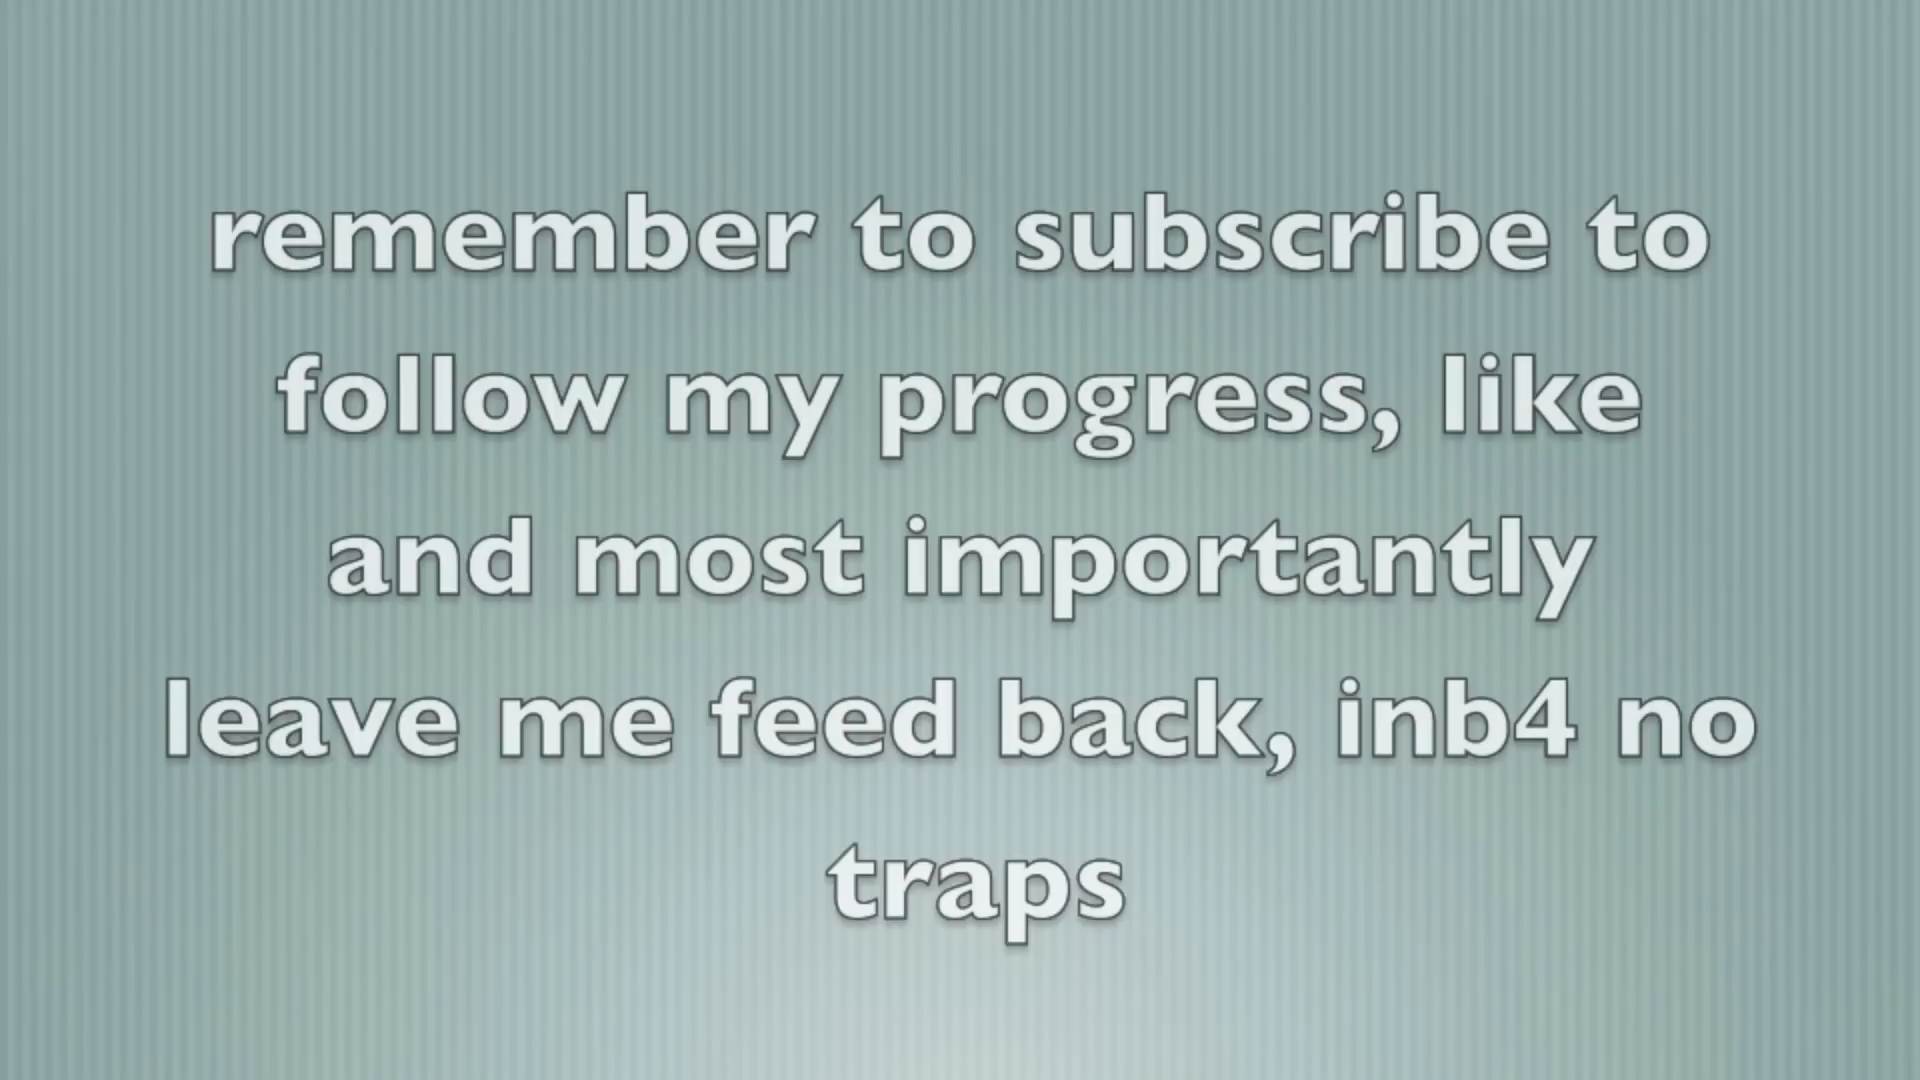 remember to subscribe to
follow my progress, like
and most importantly
leave me feed back, inb4 no
traps